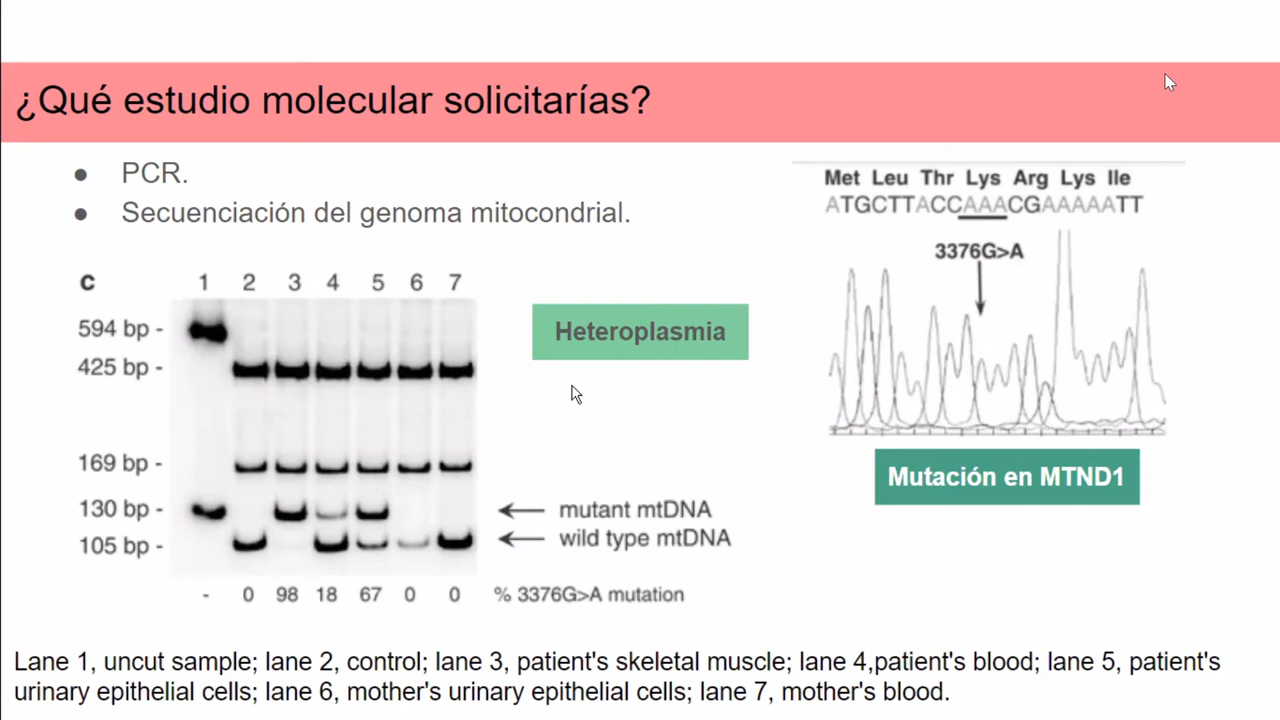 ¿Qué estudio molecular solicitarías?
● PCR.
● Secuenciación del genoma mitocondrial.
Met Leu Thr Lys Arg Lys Ile
ATGCTTACCAAACGAAAAATT
3376G>A
Mutación en MTND1
C 1 2 3 4 5 6 7
594 bp -
425 bp -
169 bp -
130 bp -
105 bp -
mutant mtDNA
wild type mtDNA
- 0 98 18 67 0 0 % 3376G>A mutation
Heteroplasmia
Lane 1, uncut sample; lane 2, control; lane 3, patient's skeletal muscle; lane 4,patient's blood; lane 5, patient's
urinary epithelial cells; lane 6, mother's urinary epithelial cells; lane 7, mother's blood.